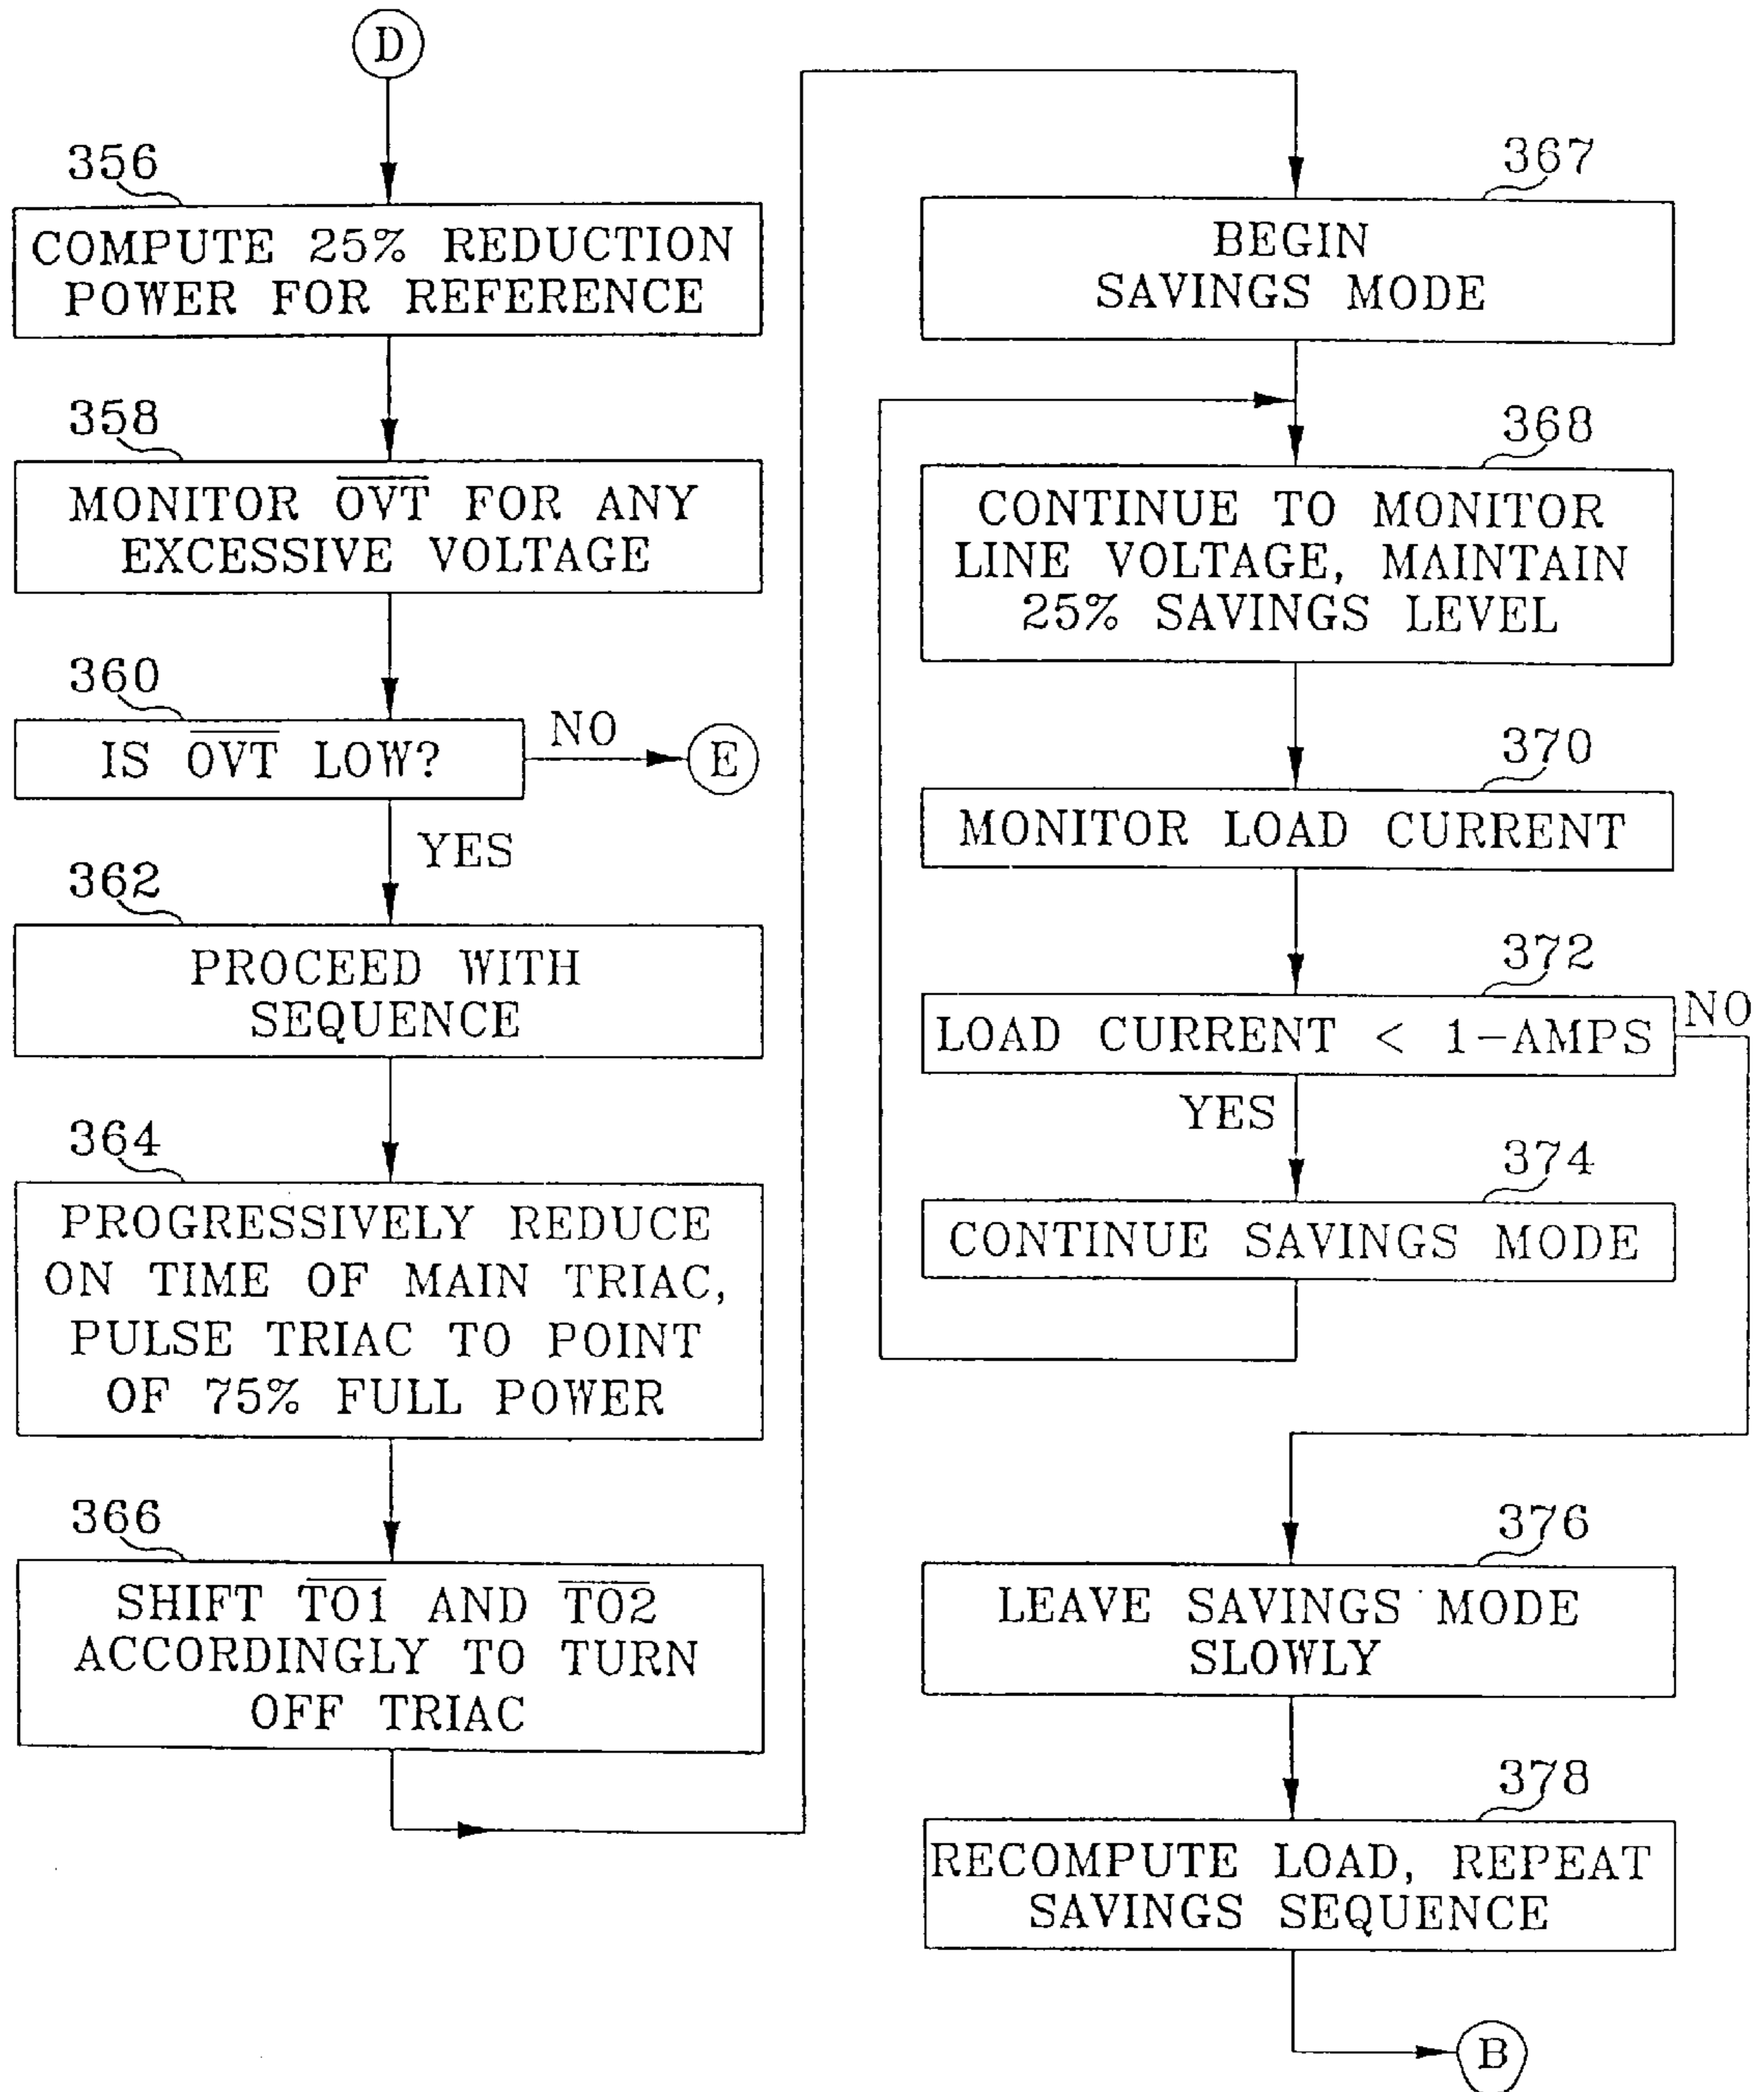 D
356
COMPUTE 25% REDUCTION
POWER FOR REFERENCE
358
MONITOR O̅V̅T̅ FOR ANY
EXCESSIVE VOLTAGE
360
IS O̅V̅T̅ LOW?
NO
E
YES
362
PROCEED WITH
SEQUENCE
364
PROGRESSIVELY REDUCE
ON TIME OF MAIN TRIAC,
PULSE TRIAC TO POINT
OF 75% FULL POWER
366
SHIFT T̅O̅1̅ AND T̅O̅2̅
ACCORDINGLY TO TURN
OFF TRIAC
367
BEGIN
SAVINGS MODE
368
CONTINUE TO MONITOR
LINE VOLTAGE, MAINTAIN
25% SAVINGS LEVEL
370
MONITOR LOAD CURRENT
372
LOAD CURRENT < 1-AMPS
NO
YES
374
CONTINUE SAVINGS MODE
376
LEAVE SAVINGS MODE
SLOWLY
378
RECOMPUTE LOAD, REPEAT
SAVINGS SEQUENCE
B